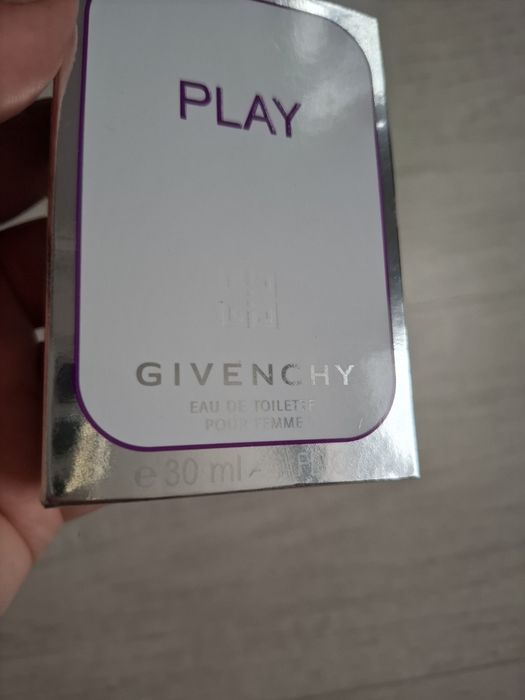 PLAY
GIVENCHY
EAU DE TOILETTE
POUR FEMME
e 30 ml